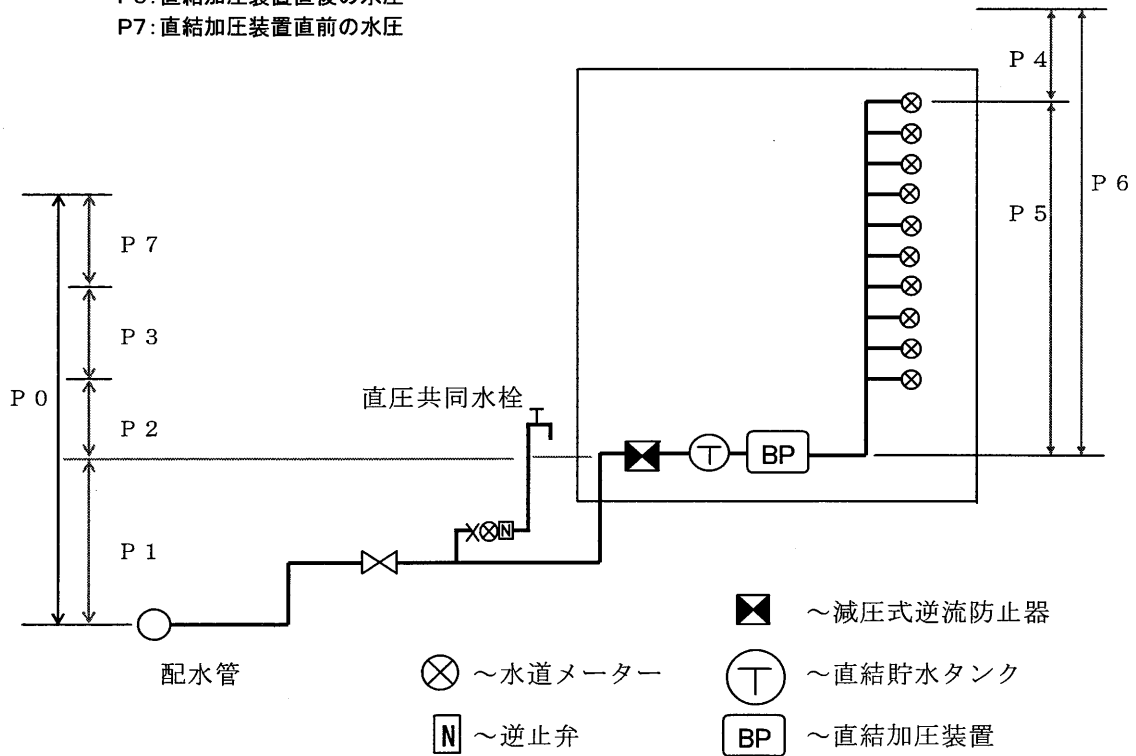 P7:直結加圧装置直前の水圧
P4
P6
P5
P7
P3
P0
P2
直圧共同水栓
T
BP
N
P1
~減圧式逆流防止器
配水管
~水道メーター
T
~直結貯水タンク
N
~逆止弁
BP
~直結加圧装置